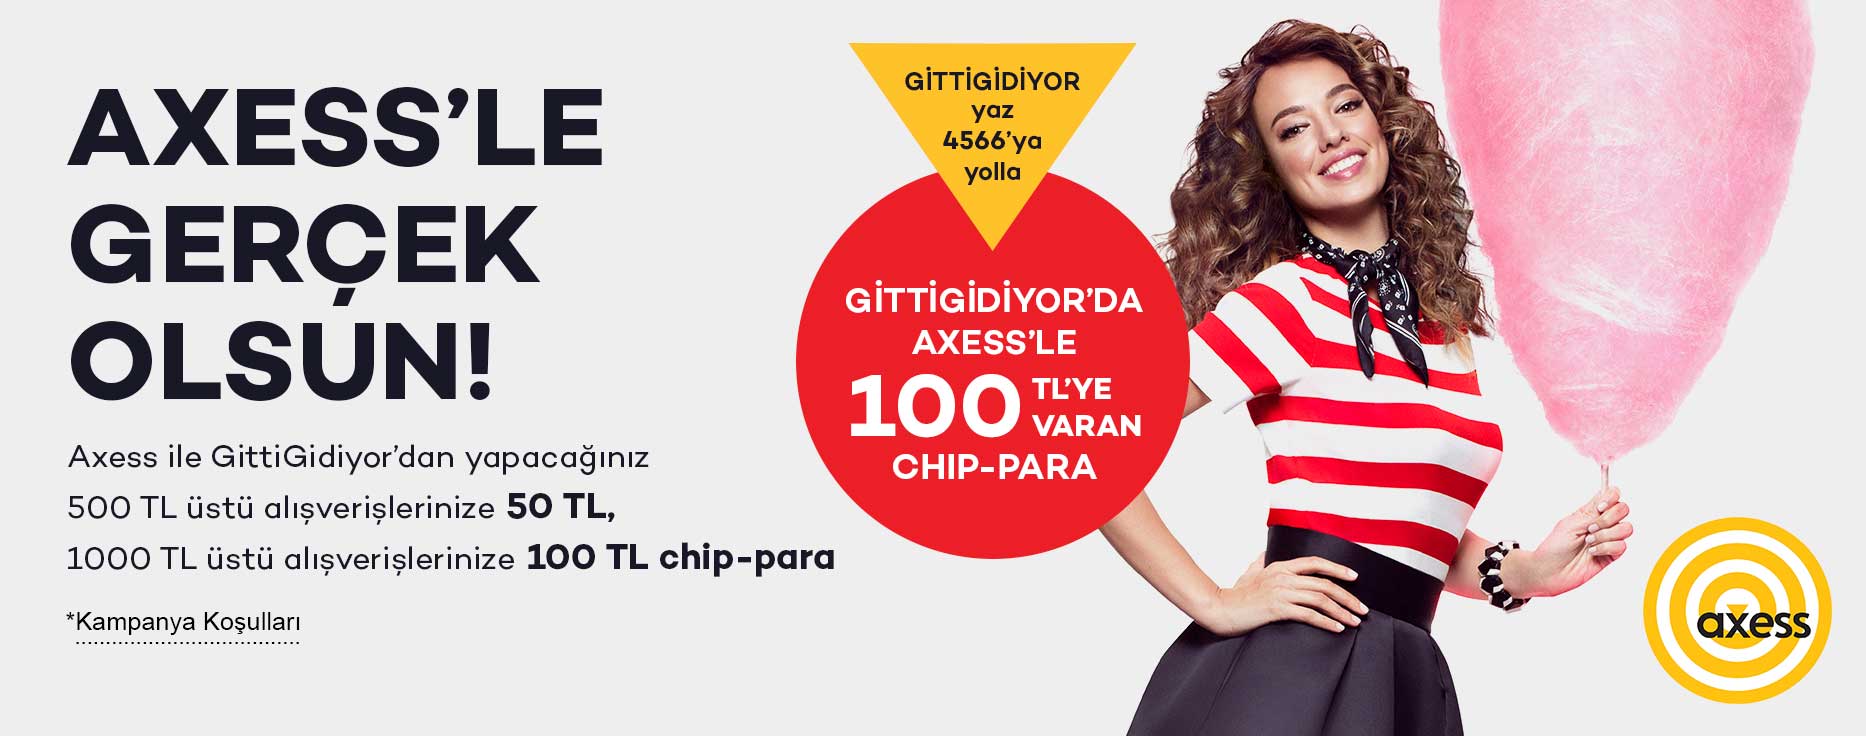 AXESS’LE
GERÇEK
OLSUN!
Axess ile GittiGidiyor’dan yapacağınız
500 TL üstü alışverişlerinize 50 TL,
1000 TL üstü alışverişlerinize 100 TL chip-para
*Kampanya Koşulları
GİTTİGİDİYOR
yaz
4566’ya
yolla
GİTTİGİDİYOR’DA
AXESS’LE
100 TL’YE
VARAN
CHIP-PARA
axess